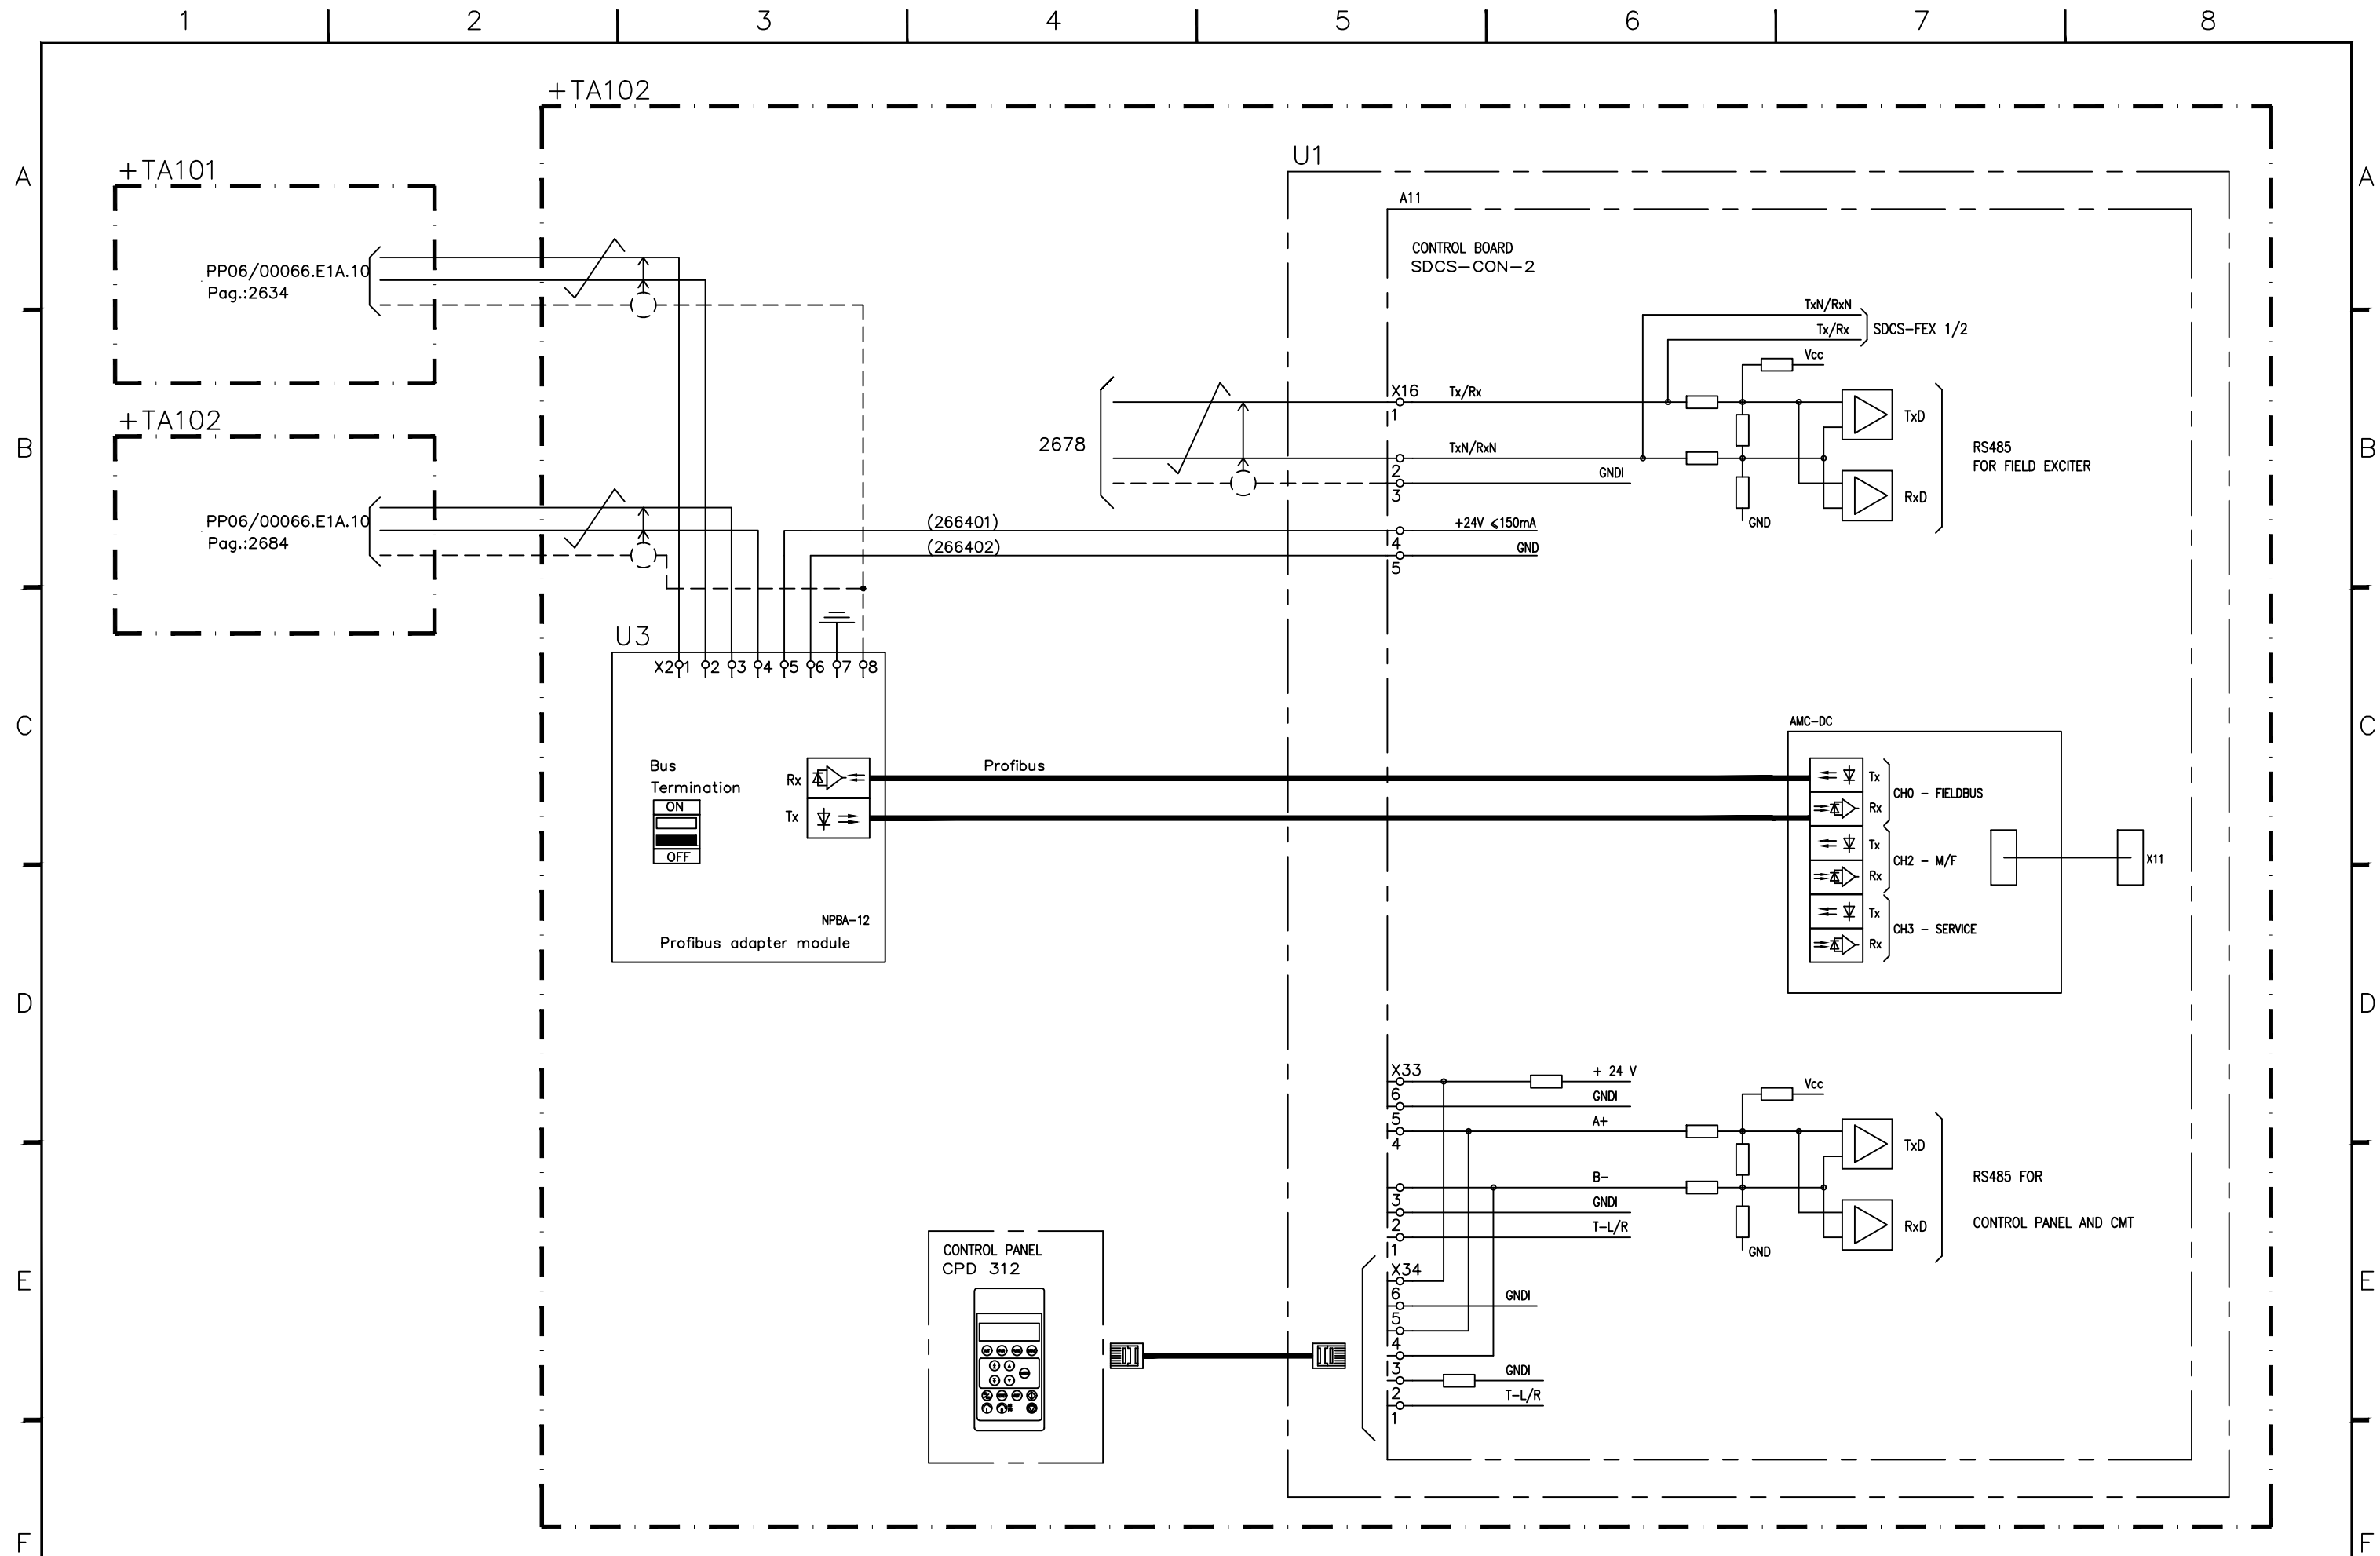 1 2 3 4 5 6 7 8
+TA102
A A
+TA101
U1
A11
CONTROL BOARD
SDCS-CON-2
PP06/00066.E1A.10
Pag.:2634
TxN/RxN
Tx/Rx
SDCS-FEX 1/2
Vcc
X16
Tx/Rx
1
TxD
+TA102
B B
2678
TxN/RxN
2
GNDI
3
RS485
FOR FIELD EXCITER
RxD
GND
PP06/00066.E1A.10
Pag.:2684
(266401)
+24V ⩽150mA
4
(266402)
GND
5
U3
X2 1 2 3 4 5 6 7 8
C C
AMC-DC
Bus
Termination
ON
OFF
Rx
Tx
Profibus
Tx
CH0 - FIELDBUS
Rx
Tx
CH2 - M/F
Rx
X11
Tx
CH3 - SERVICE
Rx
NPBA-12
Profibus adapter module
D D
X33
+ 24 V
6
GNDI
5
A+
4
Vcc
TxD
B-
3
GNDI
2
T-L/R
1
RS485 FOR
CONTROL PANEL AND CMT
RxD
GND
CONTROL PANEL
CPD 312
E E
X34
6
GNDI
5
4
3
GNDI
2
T-L/R
1
F F